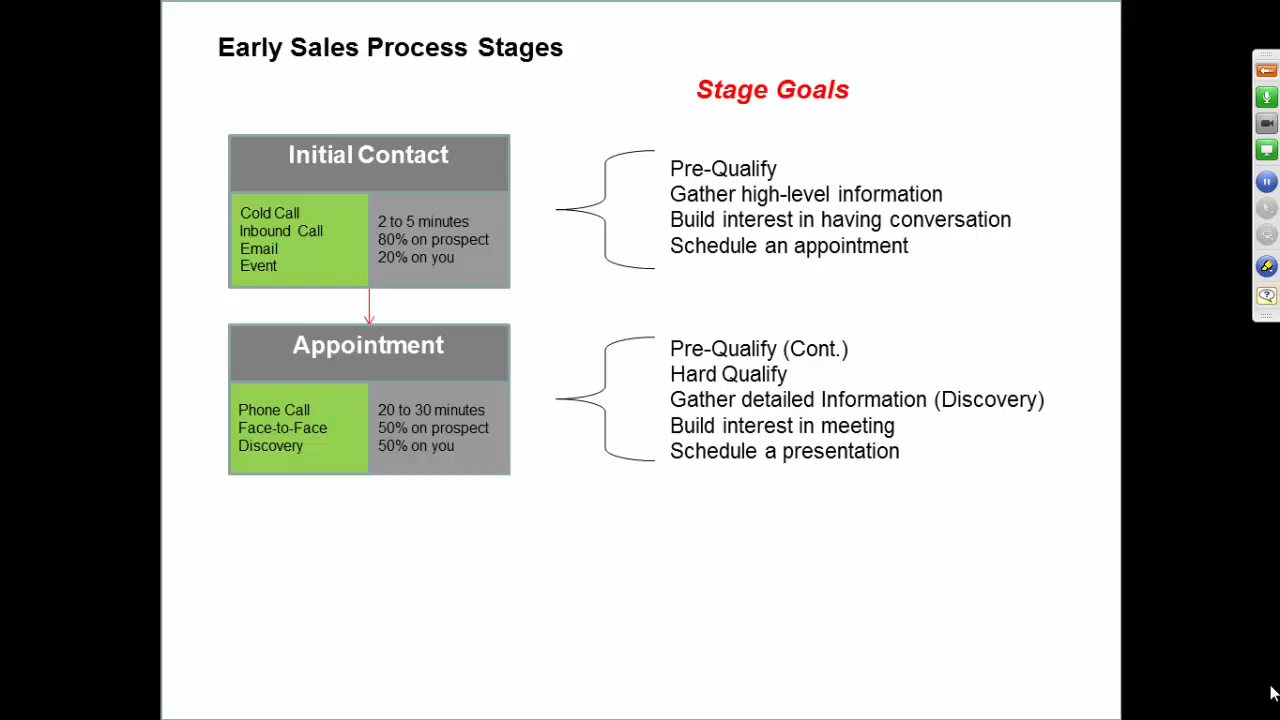 Early Sales Process Stages
Stage Goals
Initial Contact
Cold Call
Inbound Call
Email
Event
2 to 5 minutes
80% on prospect
20% on you
Pre-Qualify
Gather high-level information
Build interest in having conversation
Schedule an appointment
Appointment
Phone Call
Face-to-Face
Discovery
20 to 30 minutes
50% on prospect
50% on you
Pre-Qualify (Cont.)
Hard Qualify
Gather detailed Information (Discovery)
Build interest in meeting
Schedule a presentation